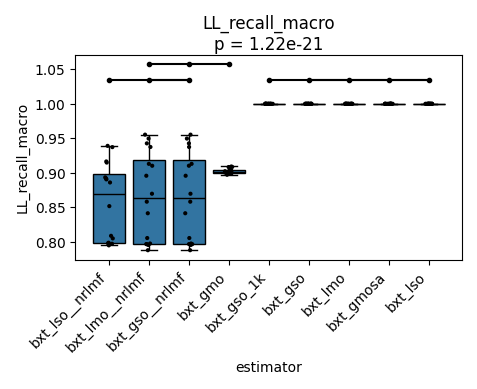 LL_recall_macro
p = 1.22e-21
LL_recall_macro
1.05
1.00
0.95
0.90
0.85
0.80
bxt_lso__nrlmf
bxt_lmo__nrlmf
bxt_gso__nrlmf
bxt_gmo
bxt_gso_1k
bxt_gso
bxt_lmo
bxt_gmosa
bxt_lso
estimator